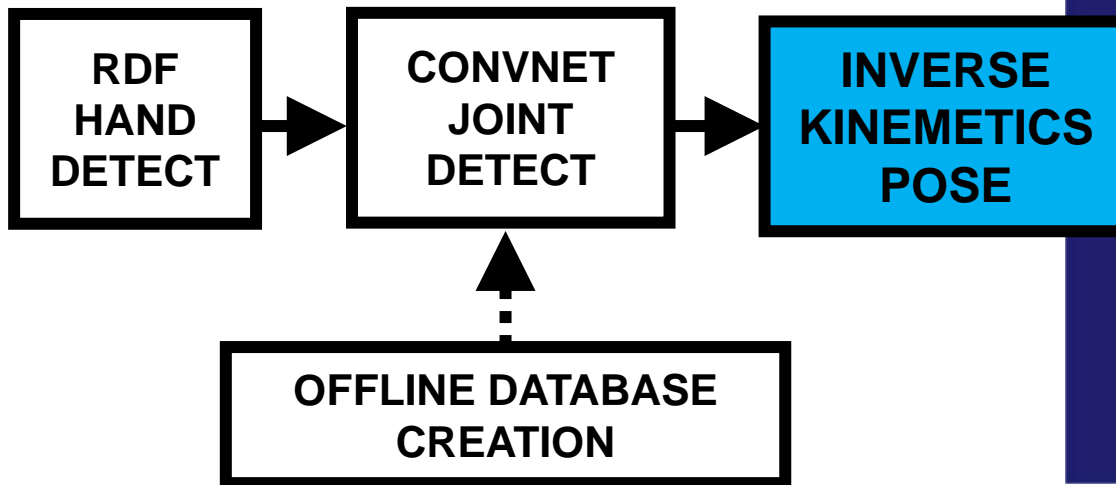 RDF
HAND
DETECT
CONVNET
JOINT
DETECT
INVERSE
KINEMETICS
POSE
OFFLINE DATABASE
CREATION